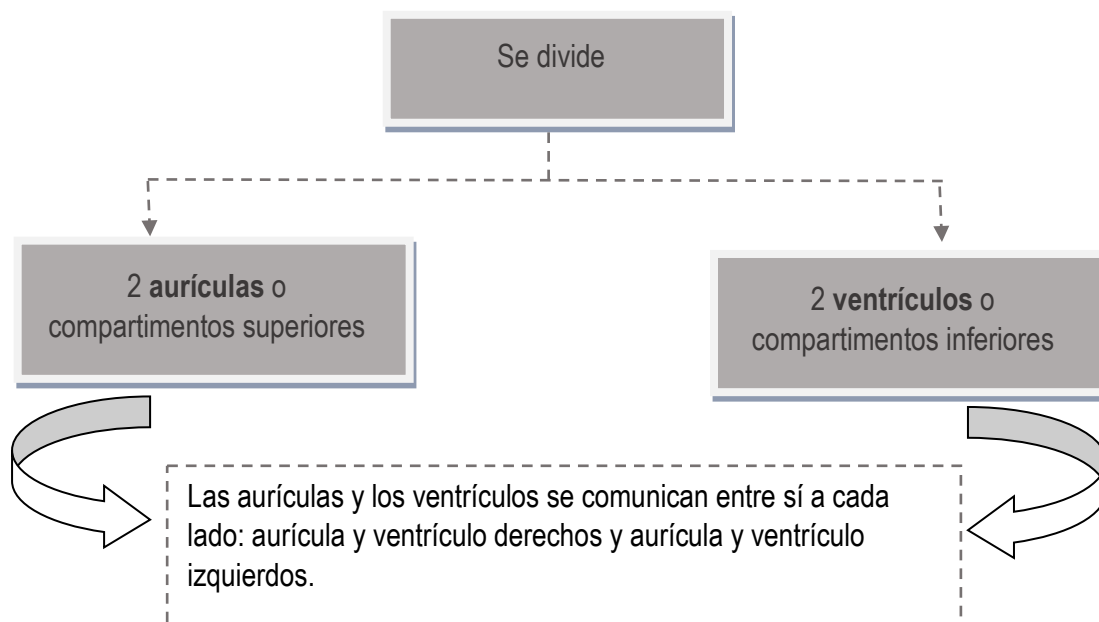 Se divide
2 aurículas o
compartimentos superiores
2 ventrículos o
compartimentos inferiores
Las aurículas y los ventrículos se comunican entre sí a cada
lado: aurícula y ventrículo derechos y aurícula y ventrículo
izquierdos.